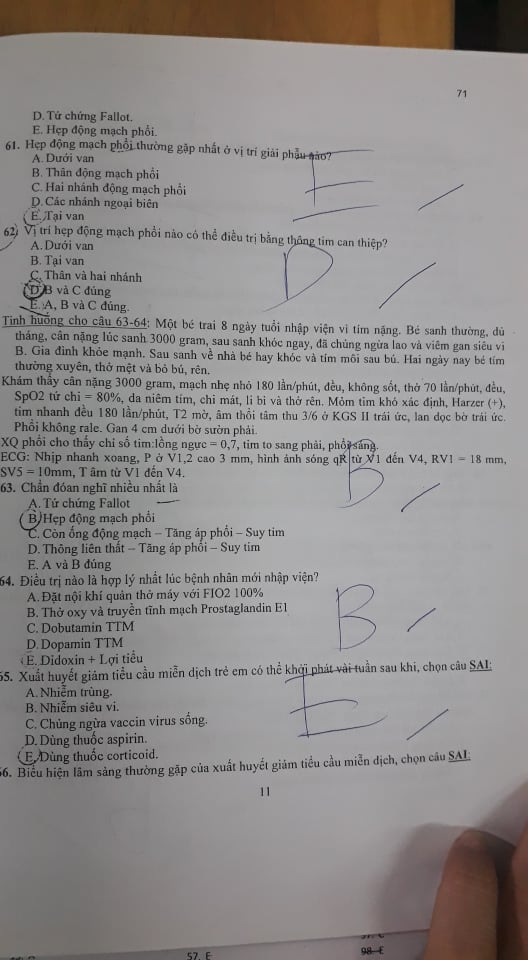 71
D. Tứ chứng Fallot.
E. Hẹp động mạch phổi.
61. Hẹp động mạch phổi thường gặp nhất ở vị trí giải phẫu nào?
A. Dưới van
B. Thân động mạch phổi
C. Hai nhánh động mạch phổi
D. Các nhánh ngoại biên
E. Tại van
E
62. Vị trí hẹp động mạch phổi nào có thể điều trị bằng thông tim can thiệp?
A. Dưới van
B. Tại van
C. Thân và hai nhánh
D. B và C đúng
E. A, B và C đúng.
D
Tình huống cho câu 63-64: Một bé trai 8 ngày tuổi nhập viện vì tím nặng. Bé sanh thường, đủ
tháng, cân nặng lúc sanh 3000 gram, sau sanh khóc ngay, đã chủng ngừa lao và viêm gan siêu vi
B. Gia đình khỏe mạnh. Sau sanh về nhà bé hay khóc và tím môi sau bú. Hai ngày nay bé tím
thường xuyên, thở mệt và bỏ bú, rên.
Khám thấy cân nặng 3000 gram, mạch nhẹ nhỏ 180 lần/phút, đều, không sốt, thở 70 lần/phút, đều,
SpO2 tứ chi = 80%, da niêm tím, chi mát, li bì và thở rên. Mỏm tim khó xác định, Harzer (+),
tim nhanh đều 180 lần/phút, T2 mờ, âm thổi tâm thu 3/6 ở KGS II trái ức, lan dọc bờ trái ức.
Phổi không rale. Gan 4 cm dưới bờ sườn phải.
XQ phổi cho thấy chỉ số tim:lồng ngực = 0,7, tim to sang phải, phổi sáng.
ECG: Nhịp nhanh xoang, P ở V1,2 cao 3 mm, hình ảnh sóng qR từ V1 đến V4, RV1 = 18 mm,
SV5 = 10mm, T âm từ V1 đến V4.
B
63. Chẩn đóan nghĩ nhiều nhất là
A. Tứ chứng Fallot
B. Hẹp động mạch phổi
C. Còn ống động mạch – Tăng áp phổi – Suy tim
D. Thông liên thất – Tăng áp phổi – Suy tim
E. A và B đúng
64. Điều trị nào là hợp lý nhất lúc bệnh nhân mới nhập viện?
A. Đặt nội khí quản thở máy với FIO2 100%
B. Thở oxy và truyền tĩnh mạch Prostaglandin E1
C. Dobutamin TTM
D. Dopamin TTM
E. Didoxin + Lợi tiểu
B
65. Xuất huyết giảm tiểu cầu miễn dịch trẻ em có thể khởi phát vài tuần sau khi, chọn câu SAI:
A. Nhiễm trùng.
B. Nhiễm siêu vi.
C. Chủng ngừa vaccin virus sống.
D. Dùng thuốc aspirin.
E. Dùng thuốc corticoid.
E
66. Biểu hiện lâm sàng thường gặp của xuất huyết giảm tiểu cầu miễn dịch, chọn câu SAI:
11
57. E
98. E